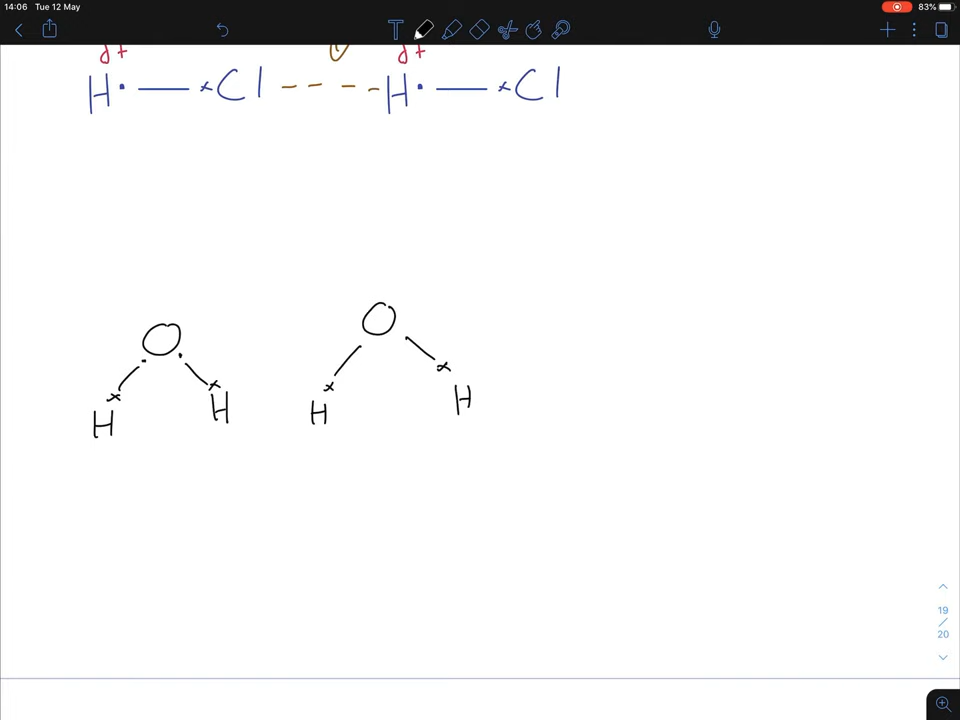 14:06 Tue 12 May 83%
T
δ+ δ+
H• — ×Cl - - - - H• — ×Cl
O O
H H H H
19
/
20